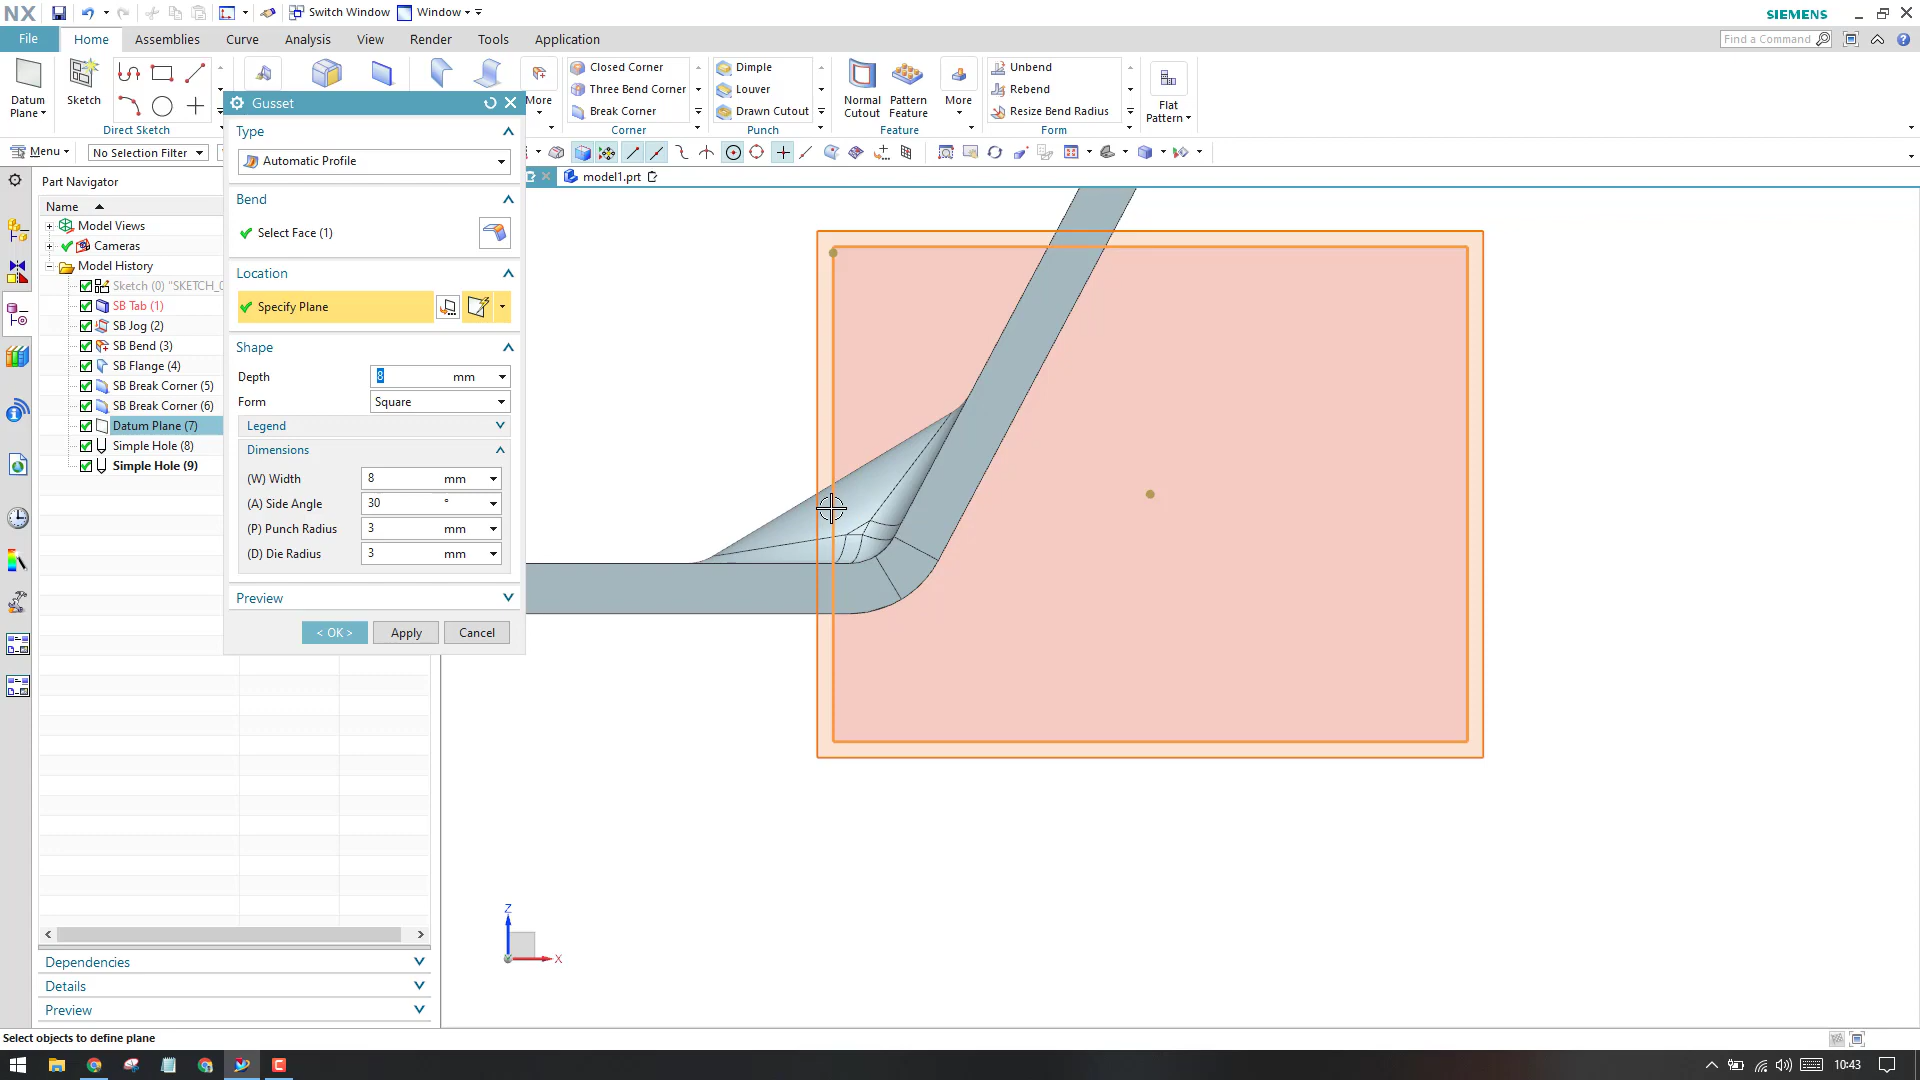 NX
Switch Window
Window
SIEMENS
File
Home
Assemblies
Curve
Analysis
View
Render
Tools
Application
Find a Command
Datum
Plane
Sketch
Direct Sketch
More
Closed Corner
Three Bend Corner
Break Corner
Corner
Dimple
Louver
Drawn Cutout
Punch
Normal
Cutout
Pattern
Feature
More
Feature
Unbend
Rebend
Resize Bend Radius
Form
Flat
Pattern
Menu
No Selection Filter
model1.prt
Part Navigator
Name
Model Views
Cameras
Model History
Sketch (0) "SKETCH_0
SB Tab (1)
SB Jog (2)
SB Bend (3)
SB Flange (4)
SB Break Corner (5)
SB Break Corner (6)
Datum Plane (7)
Simple Hole (8)
Simple Hole (9)
Dependencies
Details
Preview
Gusset
Type
Automatic Profile
Bend
Select Face (1)
Location
Specify Plane
Shape
Depth 8 mm
Form Square
Legend
Dimensions
(W) Width 8 mm
(A) Side Angle 30 °
(P) Punch Radius 3 mm
(D) Die Radius 3 mm
Preview
< OK >
Apply
Cancel
Z
X
Select objects to define plane
10:43